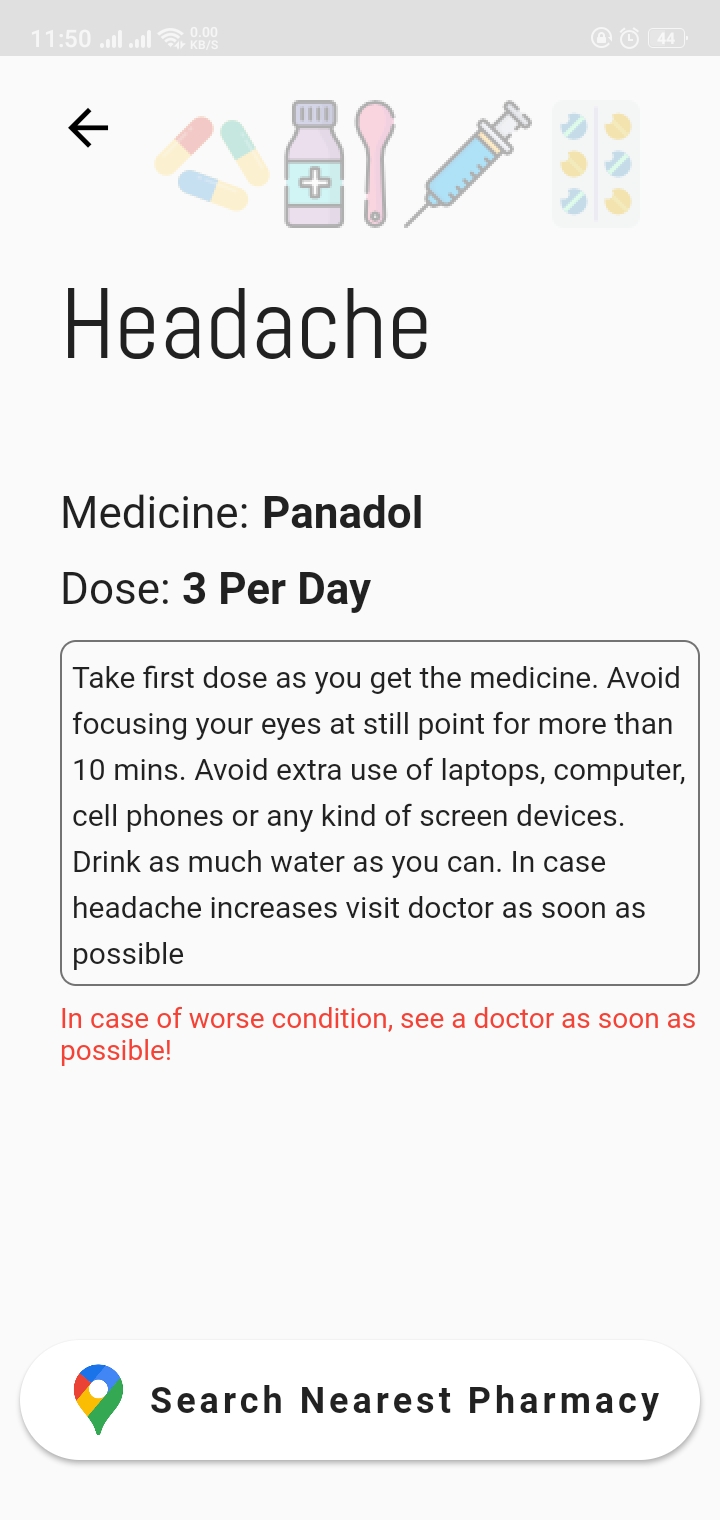 11:50 0.00 KB/S 44
Headache
Medicine: Panadol
Dose: 3 Per Day
Take first dose as you get the medicine. Avoid
focusing your eyes at still point for more than
10 mins. Avoid extra use of laptops, computer,
cell phones or any kind of screen devices.
Drink as much water as you can. In case
headache increases visit doctor as soon as
possible
In case of worse condition, see a doctor as soon as
possible!
Search Nearest Pharmacy